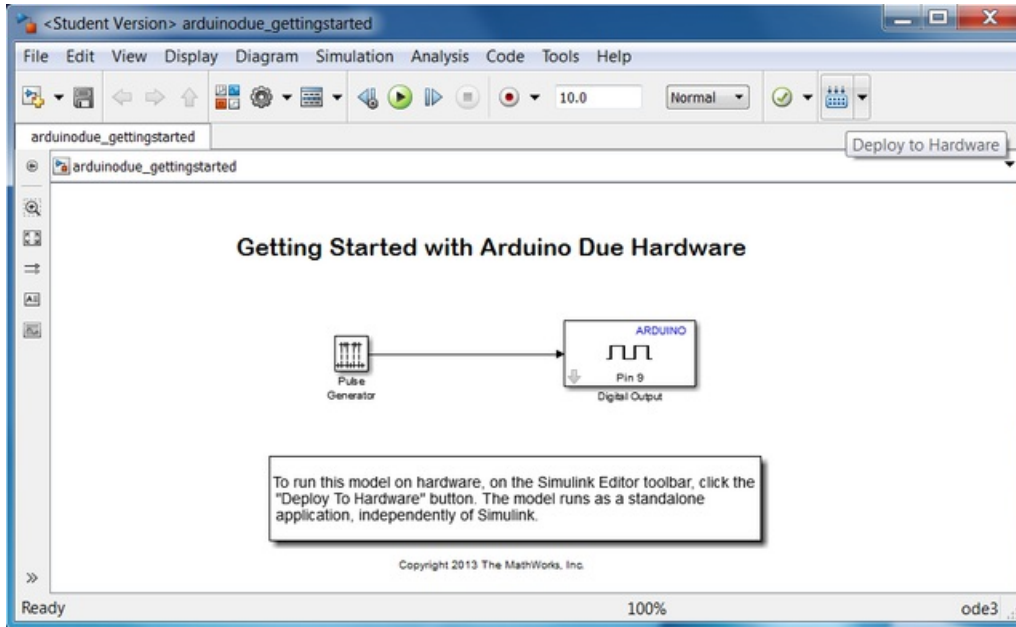 <Student Version> arduinodue_gettingstarted
File Edit View Display Diagram Simulation Analysis Code Tools Help
10.0 Normal
arduinodue_gettingstarted
Deploy to Hardware
arduinodue_gettingstarted
Getting Started with Arduino Due Hardware
ARDUINO
Pin 9
Pulse
Generator
Digital Output
To run this model on hardware, on the Simulink Editor toolbar, click the
"Deploy To Hardware" button. The model runs as a standalone
application, independently of Simulink.
Copyright 2013 The MathWorks, Inc.
Ready 100% ode3